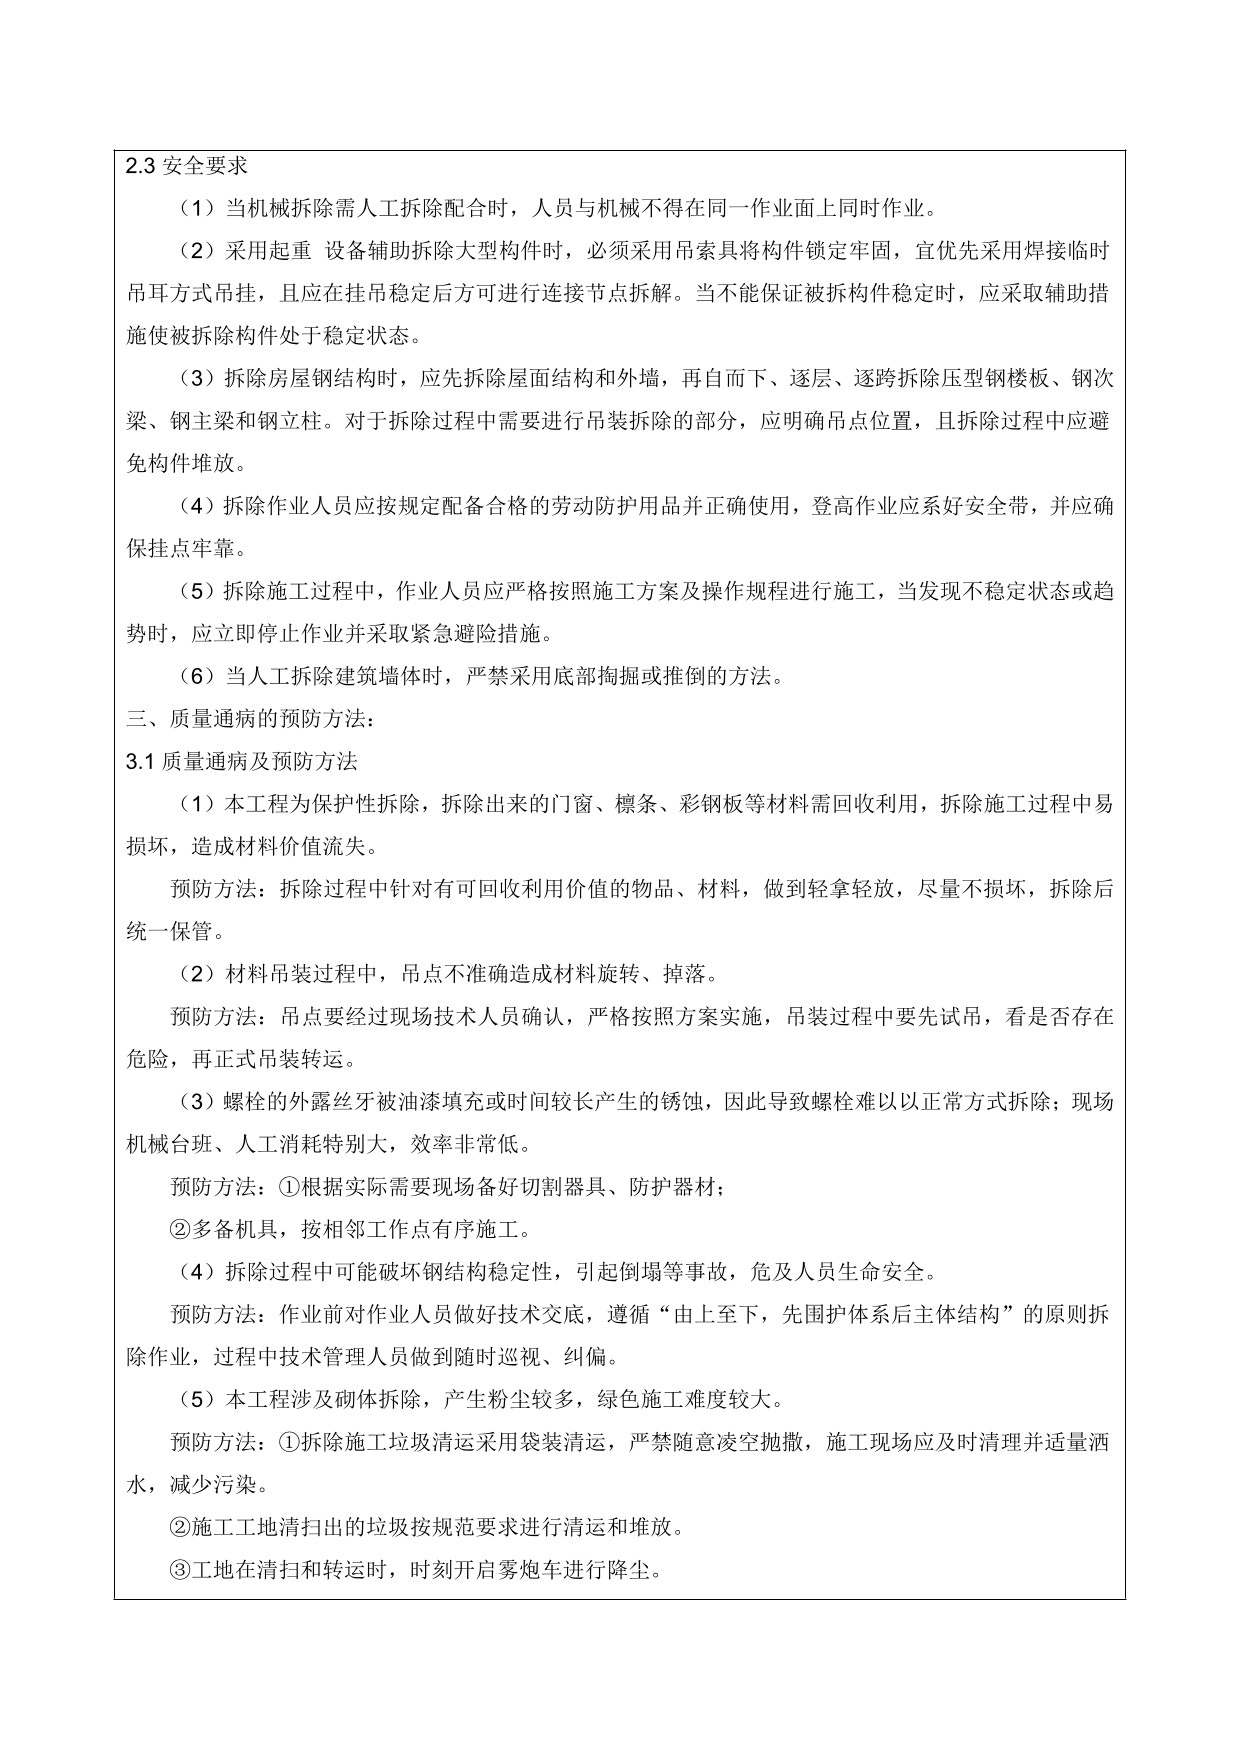 2.3 安全要求
（1）当机械拆除需人工拆除配合时，人员与机械不得在同一作业面上同时作业。
（2）采用起重 设备辅助拆除大型构件时，必须采用吊索具将构件锁定牢固，宜优先采用焊接临时
吊耳方式吊挂，且应在挂吊稳定后方可进行连接节点拆解。当不能保证被拆构件稳定时，应采取辅助措
施使被拆除构件处于稳定状态。
（3）拆除房屋钢结构时，应先拆除屋面结构和外墙，再自而下、逐层、逐跨拆除压型钢楼板、钢次
梁、钢主梁和钢立柱。对于拆除过程中需要进行吊装拆除的部分，应明确吊点位置，且拆除过程中应避
免构件堆放。
（4）拆除作业人员应按规定配备合格的劳动防护用品并正确使用，登高作业应系好安全带，并应确
保挂点牢靠。
（5）拆除施工过程中，作业人员应严格按照施工方案及操作规程进行施工，当发现不稳定状态或趋
势时，应立即停止作业并采取紧急避险措施。
（6）当人工拆除建筑墙体时，严禁采用底部掏掘或推倒的方法。
三、质量通病的预防方法：
3.1 质量通病及预防方法
（1）本工程为保护性拆除，拆除出来的门窗、檩条、彩钢板等材料需回收利用，拆除施工过程中易
损坏，造成材料价值流失。
预防方法：拆除过程中针对有可回收利用价值的物品、材料，做到轻拿轻放，尽量不损坏，拆除后
统一保管。
（2）材料吊装过程中，吊点不准确造成材料旋转、掉落。
预防方法：吊点要经过现场技术人员确认，严格按照方案实施，吊装过程中要先试吊，看是否存在
危险，再正式吊装转运。
（3）螺栓的外露丝牙被油漆填充或时间较长产生的锈蚀，因此导致螺栓难以以正常方式拆除；现场
机械台班、人工消耗特别大，效率非常低。
预防方法：①根据实际需要现场备好切割器具、防护器材；
②多备机具，按相邻工作点有序施工。
（4）拆除过程中可能破坏钢结构稳定性，引起倒塌等事故，危及人员生命安全。
预防方法：作业前对作业人员做好技术交底，遵循“由上至下，先围护体系后主体结构”的原则拆
除作业，过程中技术管理人员做到随时巡视、纠偏。
（5）本工程涉及砌体拆除，产生粉尘较多，绿色施工难度较大。
预防方法：①拆除施工垃圾清运采用袋装清运，严禁随意凌空抛撒，施工现场应及时清理并适量洒
水，减少污染。
②施工工地清扫出的垃圾按规范要求进行清运和堆放。
③工地在清扫和转运时，时刻开启雾炮车进行降尘。